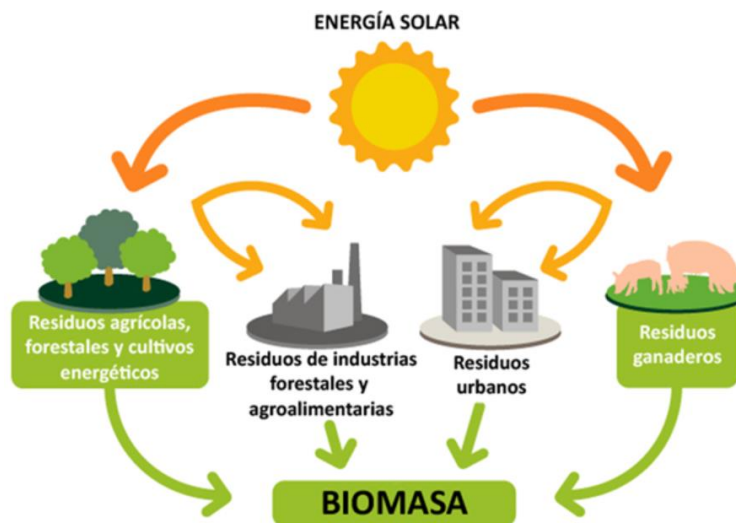 ENERGÍA SOLAR
Residuos agrícolas,
forestales y cultivos
energéticos
Residuos de industrias
forestales y
agroalimentarias
Residuos
urbanos
Residuos
ganaderos
BIOMASA